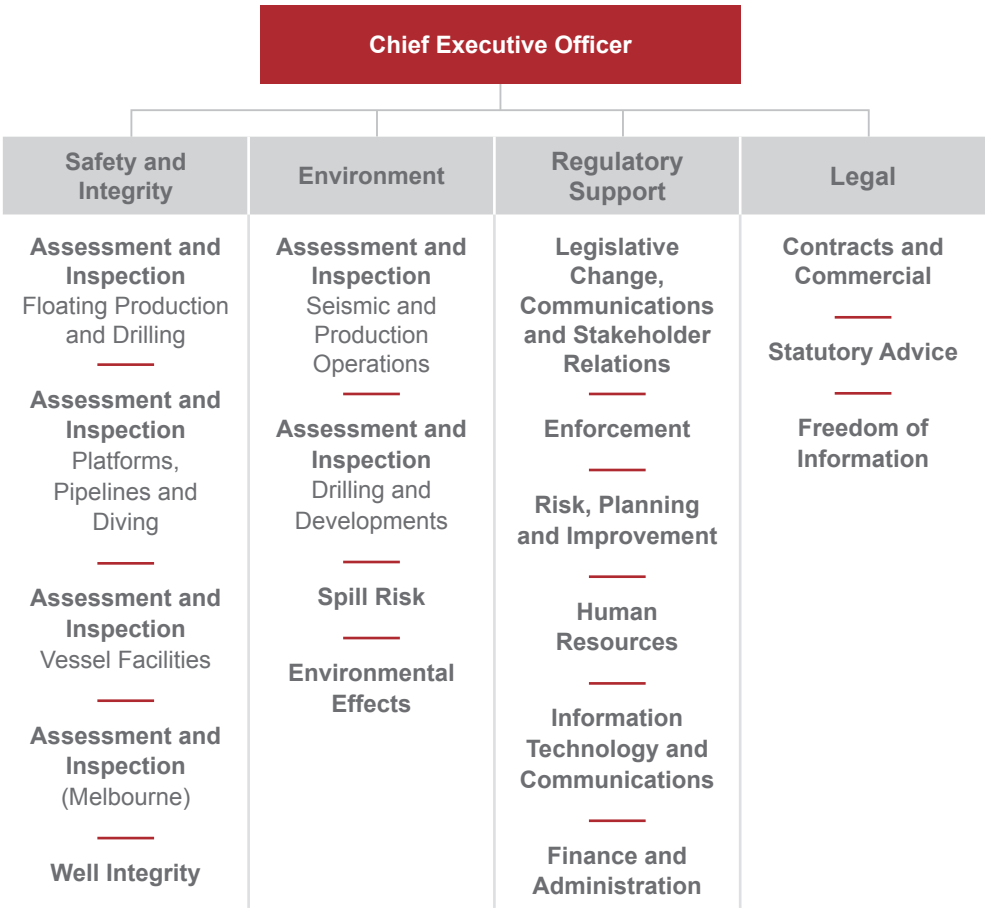 Chief Executive Officer
Safety and
Integrity
Assessment and
Inspection
Floating Production
and Drilling
Assessment and
Inspection
Platforms,
Pipelines and
Diving
Assessment and
Inspection
Vessel Facilities
Assessment and
Inspection
(Melbourne)
Well Integrity
Environment
Assessment and
Inspection
Seismic and
Production
Operations
Assessment and
Inspection
Drilling and
Developments
Spill Risk
Environmental
Effects
Regulatory
Support
Legislative
Change,
Communications
and Stakeholder
Relations
Enforcement
Risk, Planning
and Improvement
Human
Resources
Information
Technology and
Communications
Finance and
Administration
Legal
Contracts and
Commercial
Statutory Advice
Freedom of
Information